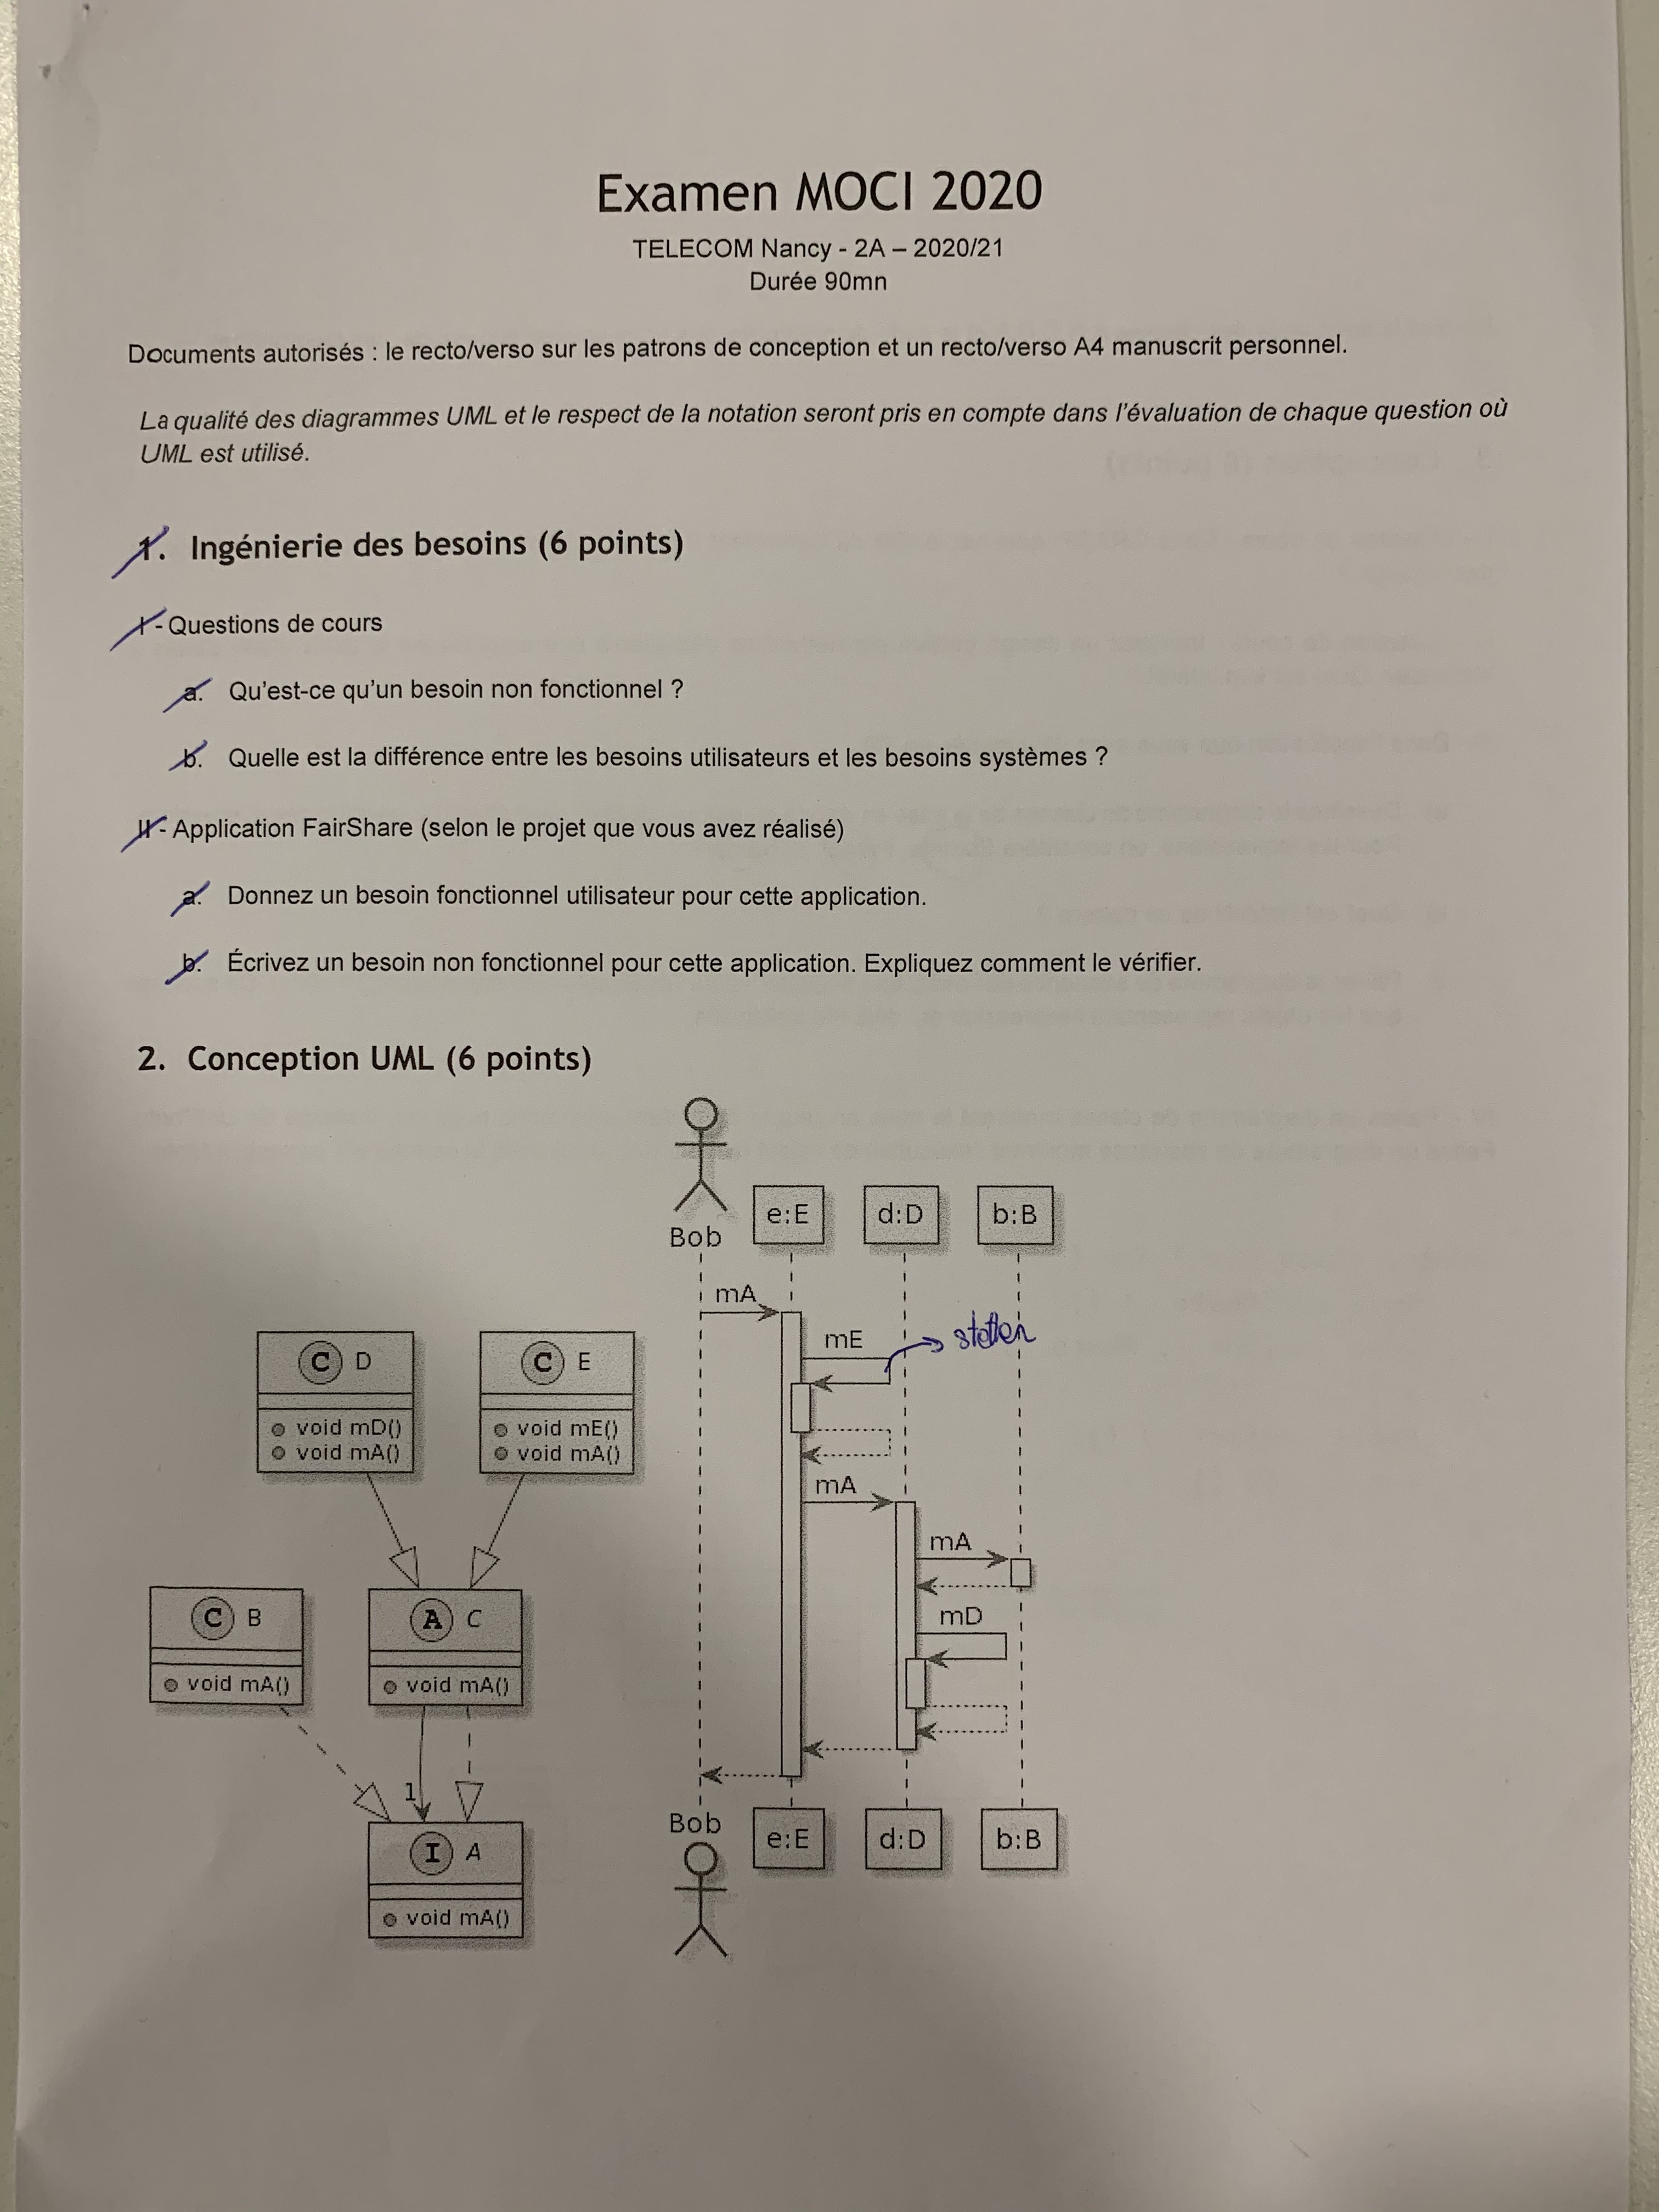 Examen MOCI 2020
TELECOM Nancy - 2A – 2020/21
Durée 90mn
Documents autorisés : le recto/verso sur les patrons de conception et un recto/verso A4 manuscrit personnel.
La qualité des diagrammes UML et le respect de la notation seront pris en compte dans l'évaluation de chaque question où
UML est utilisé.
1. Ingénierie des besoins (6 points)
I - Questions de cours
a. Qu'est-ce qu'un besoin non fonctionnel ?
b. Quelle est la différence entre les besoins utilisateurs et les besoins systèmes ?
II - Application FairShare (selon le projet que vous avez réalisé)
a. Donnez un besoin fonctionnel utilisateur pour cette application.
b. Écrivez un besoin non fonctionnel pour cette application. Expliquez comment le vérifier.
2. Conception UML (6 points)
C D
void mD()
void mA()
C E
void mE()
void mA()
C B
void mA()
A C
void mA()
1
I A
void mA()
Bob
e:E
d:D
b:B
mA
mE
mA
mA
mD
Bob
e:E
d:D
b:B